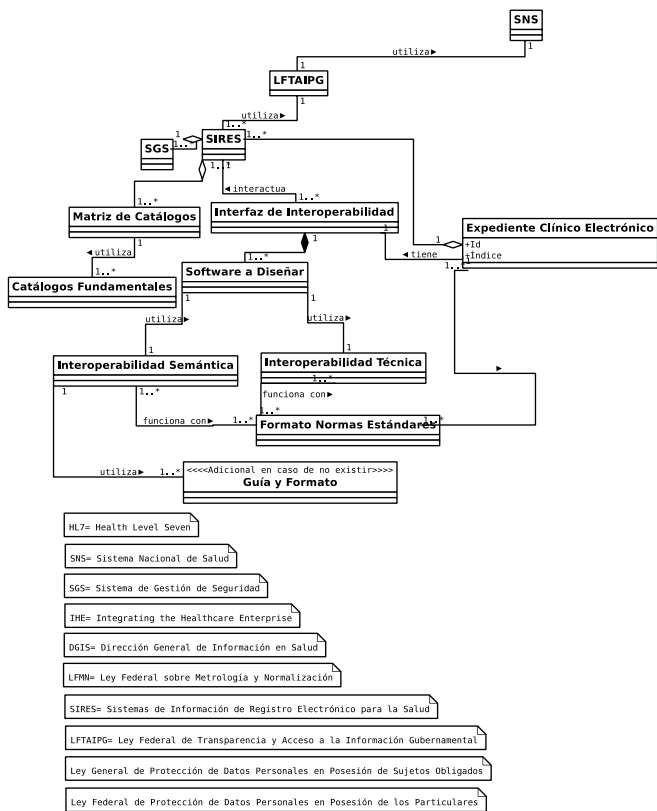 SNS
1
utiliza►
1
LFTAIPG
1
utiliza►
1..*
1..*
SIRES
1
1..*
SGS
1..1
1..*
◄ interactua
1..*
Matriz de Catálogos
1
Interfaz de Interoperabilidad
1
1
1
Expediente Clínico Electrónico
+Id
+Índice
◄ utiliza
◄ tiene
1..*
1
1..*
Catálogos Fundamentales
1..*
Software a Diseñar
1
1
utiliza►
utiliza►
1
1
Interoperabilidad Semántica
Interoperabilidad Técnica
►
1
1..*
1..*
funciona con►
1..*
funciona con►
1..*
Formato Normas Estándares
1..*
utiliza►
1..*
<<<<Adicional en caso de no existir>>>>
Guía y Formato
HL7= Health Level Seven
SNS= Sistema Nacional de Salud
SGS= Sistema de Gestión de Seguridad
IHE= Integrating the Healthcare Enterprise
DGIS= Dirección General de Información en Salud
LFMN= Ley Federal sobre Metrología y Normalización
SIRES= Sistemas de Información de Registro Electrónico para la Salud
LFTAIPG= Ley Federal de Transparencia y Acceso a la Información Gubernamental
Ley General de Protección de Datos Personales en Posesión de Sujetos Obligados
Ley Federal de Protección de Datos Personales en Posesión de los Particulares